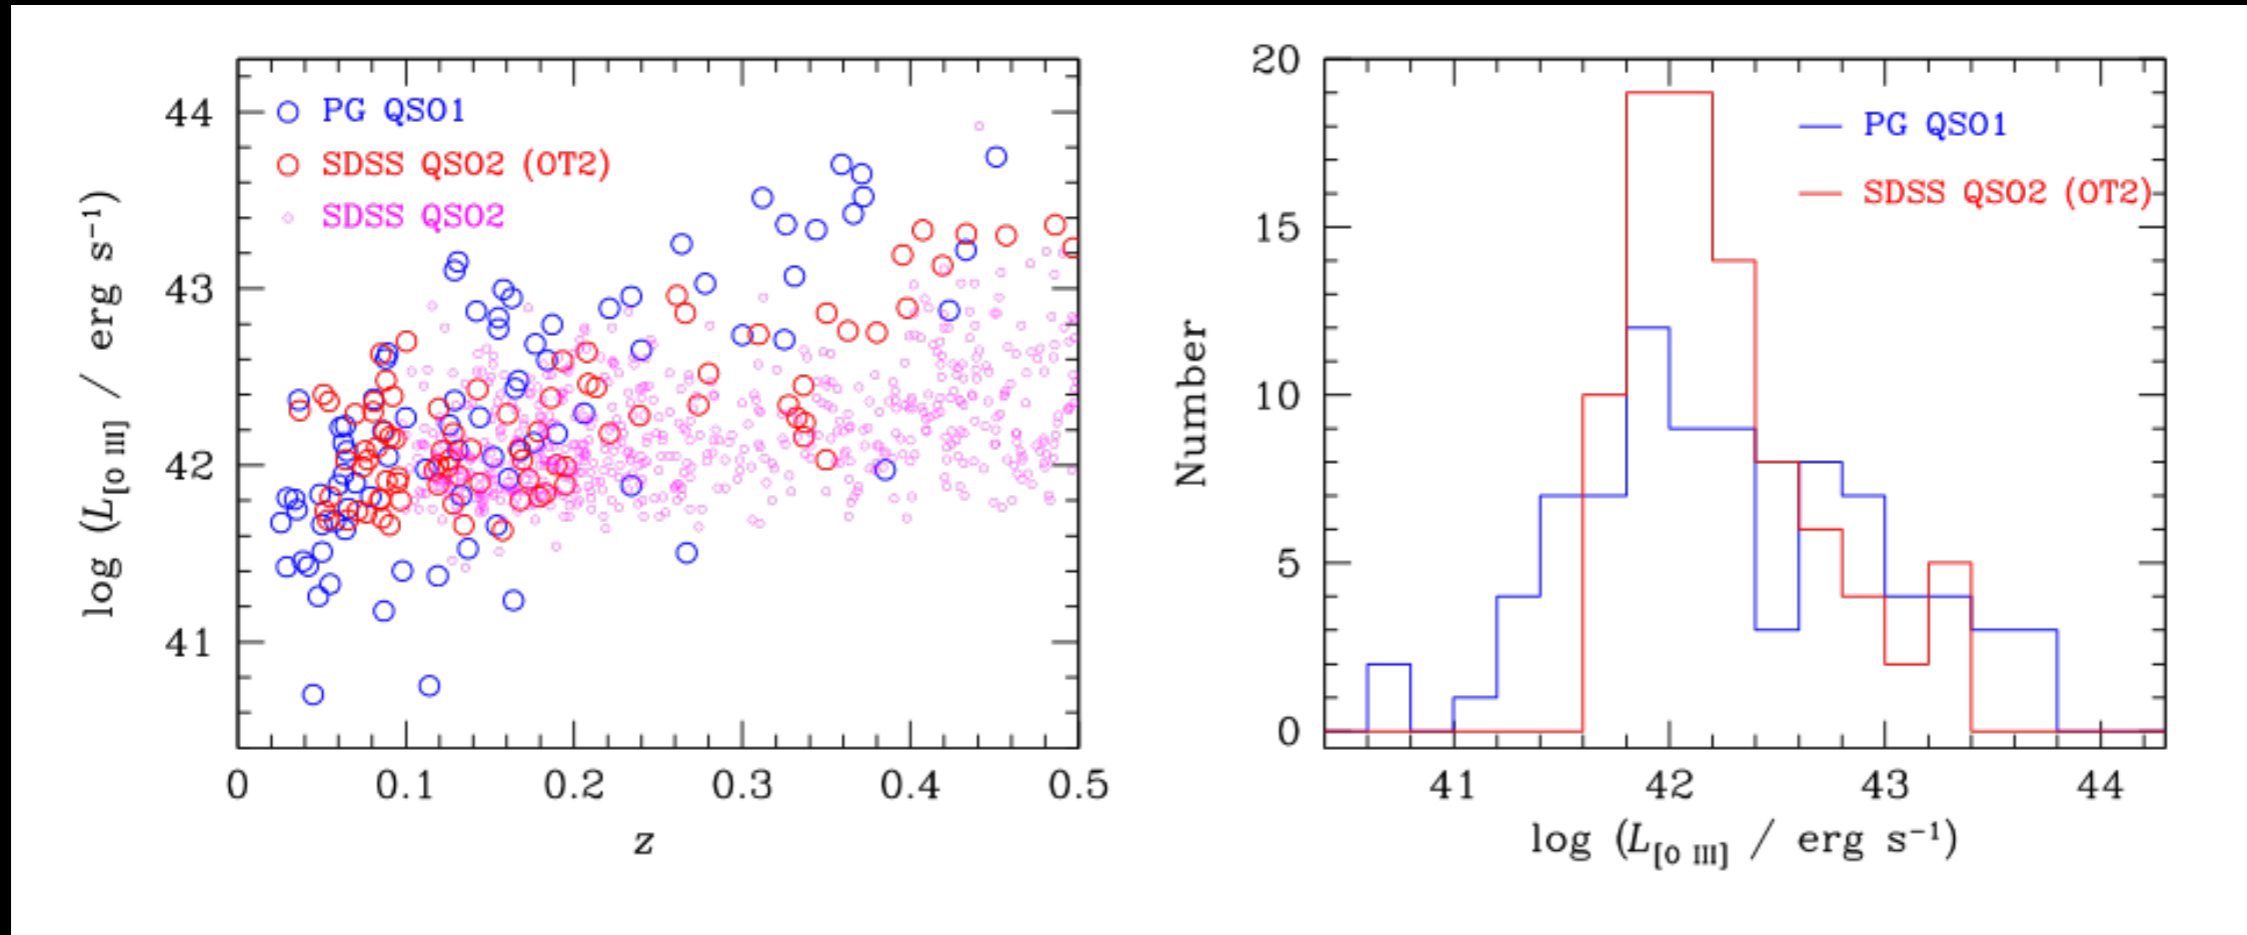 44
43
42
41
log (L[O III] / erg s⁻¹)
PG QSO1
SDSS QSO2 (OT2)
SDSS QSO2
0 0.1 0.2 0.3 0.4 0.5
z
20
15
10
5
0
Number
PG QSO1
SDSS QSO2 (OT2)
41 42 43 44
log (L[O III] / erg s⁻¹)